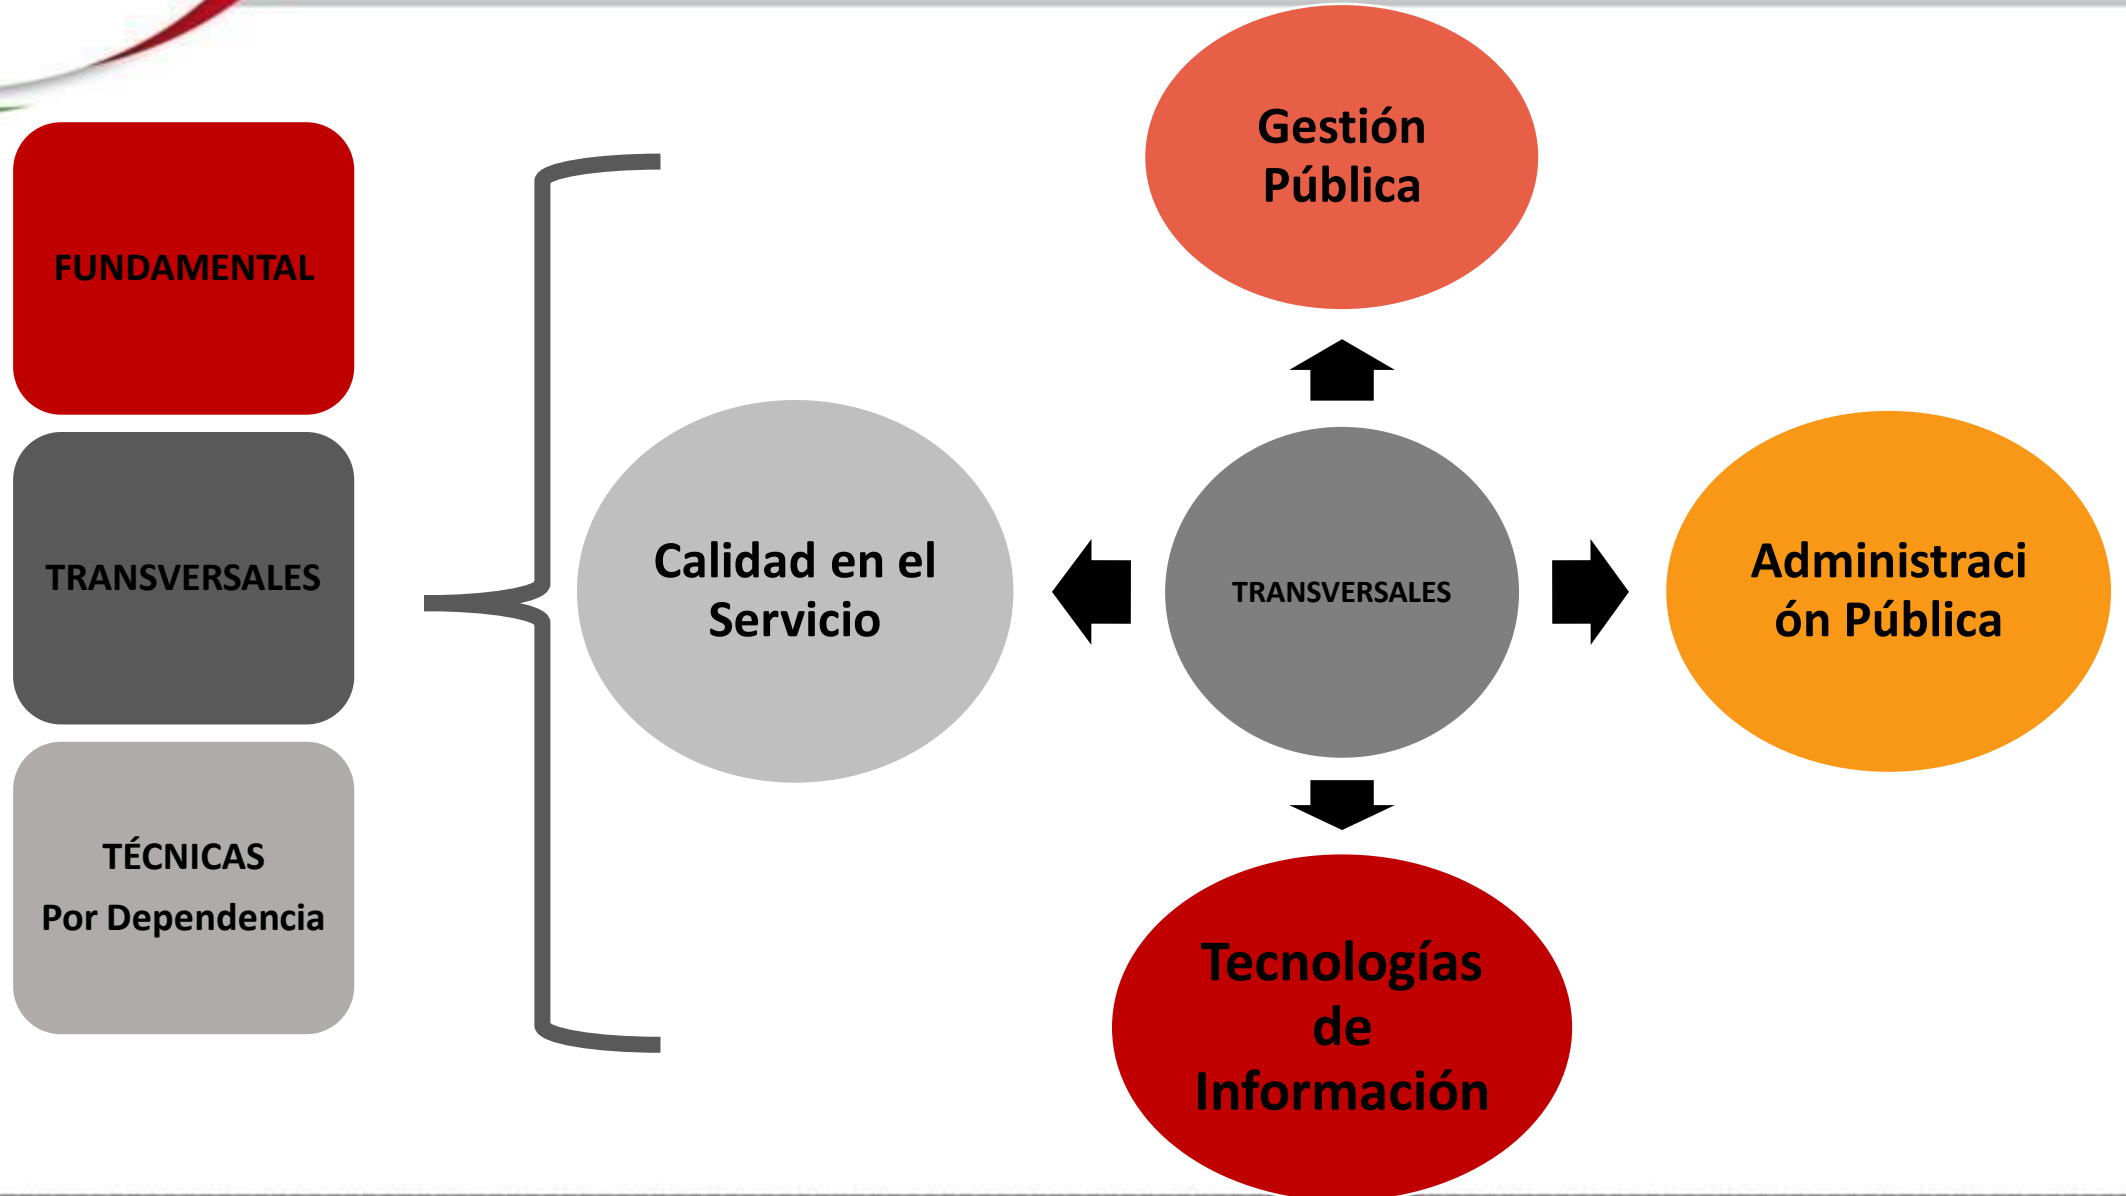 FUNDAMENTAL
TRANSVERSALES
TÉCNICAS
Por Dependencia
Gestión
Pública
Calidad en el
Servicio
TRANSVERSALES
Administraci
ón Pública
Tecnologías
de
Información